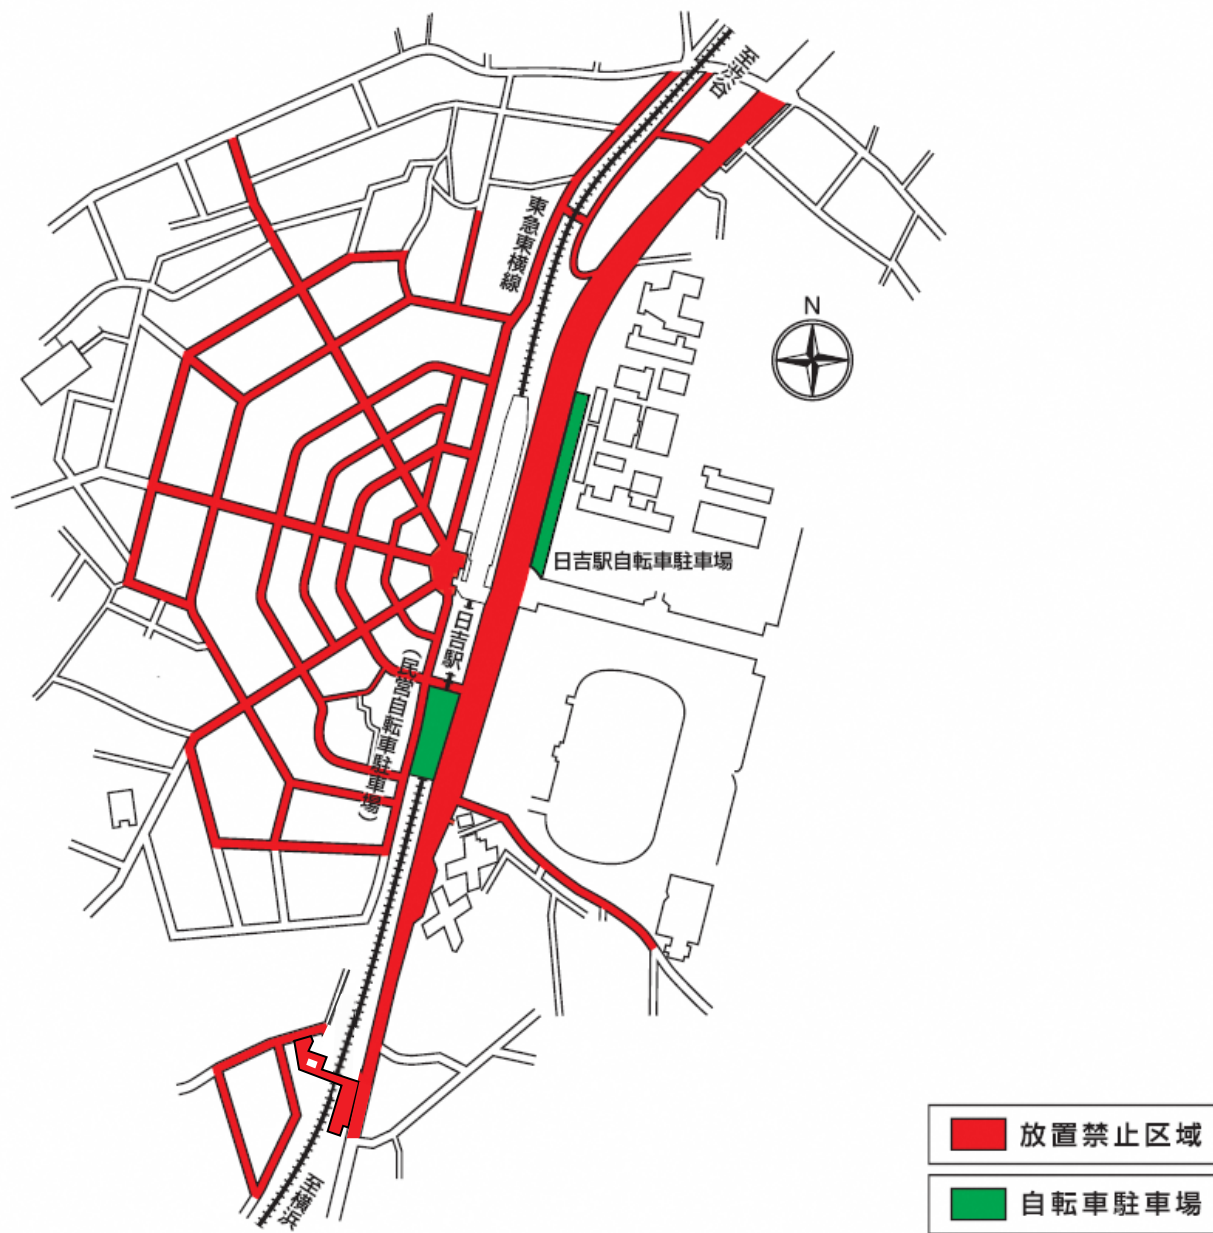 至渋谷
東急東横線
N
日吉駅自転車駐車場
日吉駅
（民営自転車駐車場）
至横浜
放置禁止区域
自転車駐車場